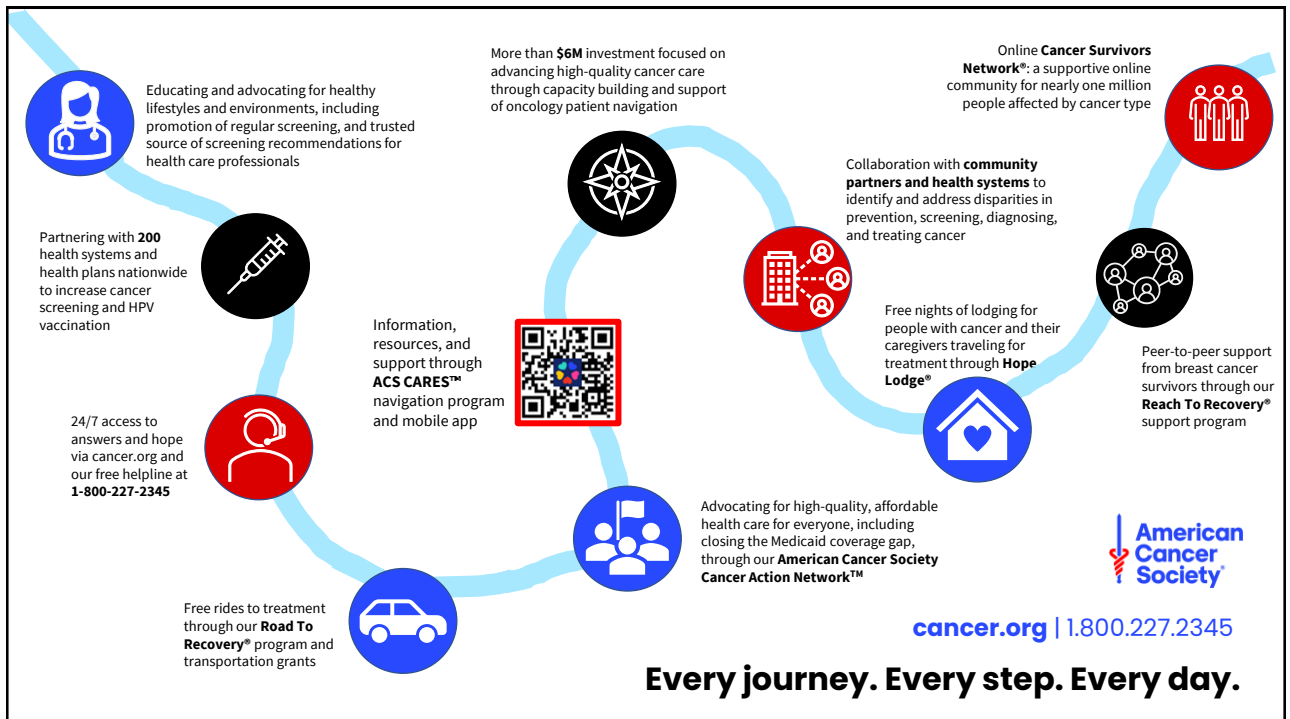 Educating and advocating for healthy
lifestyles and environments, including
promotion of regular screening, and trusted
source of screening recommendations for
health care professionals
Partnering with 200
health systems and
health plans nationwide
to increase cancer
screening and HPV
vaccination
24/7 access to
answers and hope
via cancer.org and
our free helpline at
1-800-227-2345
Free rides to treatment
through our Road To
Recovery® program and
transportation grants
Advocating for high-quality, affordable
health care for everyone, including
closing the Medicaid coverage gap,
through our American Cancer Society
Cancer Action Network™
Information,
resources, and
support through
ACS CARES™
navigation program
and mobile app
More than $6M investment focused on
advancing high-quality cancer care
through capacity building and support
of oncology patient navigation
Collaboration with community
partners and health systems to
identify and address disparities in
prevention, screening, diagnosing,
and treating cancer
Free nights of lodging for
people with cancer and their
caregivers traveling for
treatment through Hope
Lodge®
Peer-to-peer support
from breast cancer
survivors through our
Reach To Recovery®
support program
Online Cancer Survivors
Network®: a supportive online
community for nearly one million
people affected by cancer type
American
Cancer
Society®
cancer.org | 1.800.227.2345
Every journey. Every step. Every day.